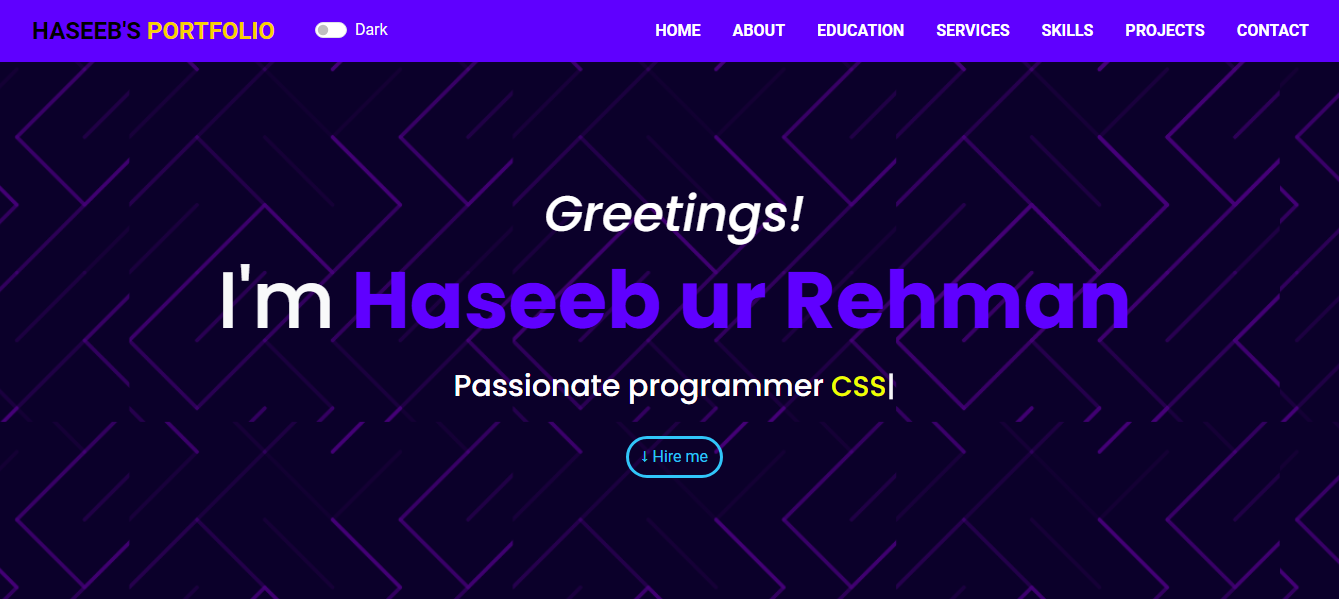 HASEEB'S PORTFOLIO
Dark
HOME ABOUT EDUCATION SERVICES SKILLS PROJECTS CONTACT
Greetings!
I'm Haseeb ur Rehman
Passionate programmer CSS|
↓ Hire me